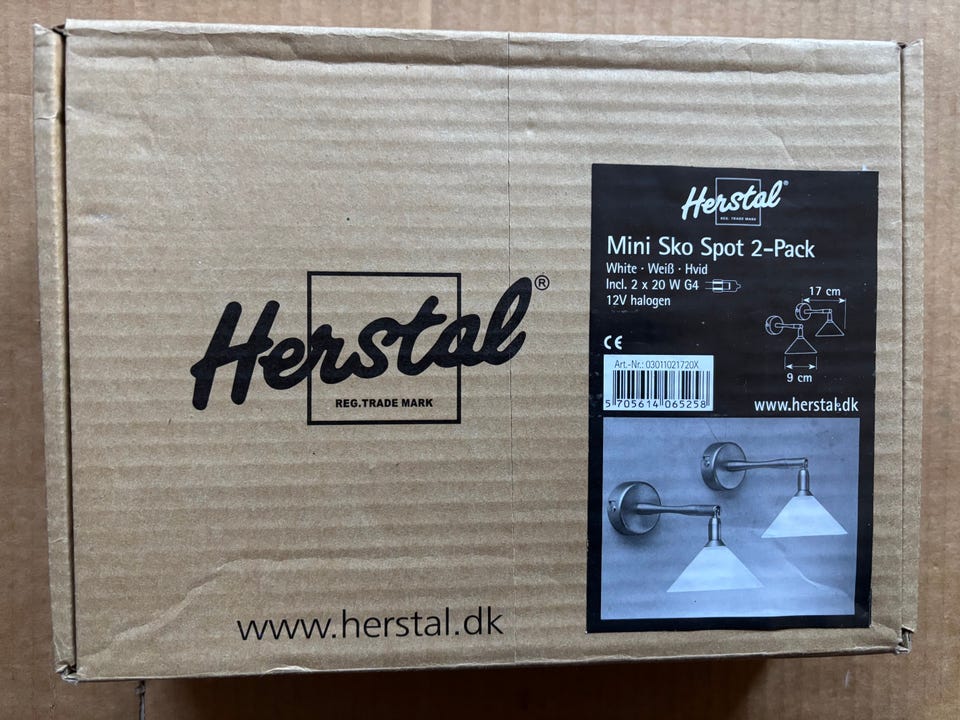 Herstal®
REG.TRADE MARK
www.herstal.dk
Herstal®
REG. TRADE MARK
Mini Sko Spot 2-Pack
White · Weiß · Hvid
Incl. 2 x 20 W G4
12V halogen
17 cm
9 cm
CE
Art.-Nr.: 03011021720X
5 705614 065258
www.herstal.dk